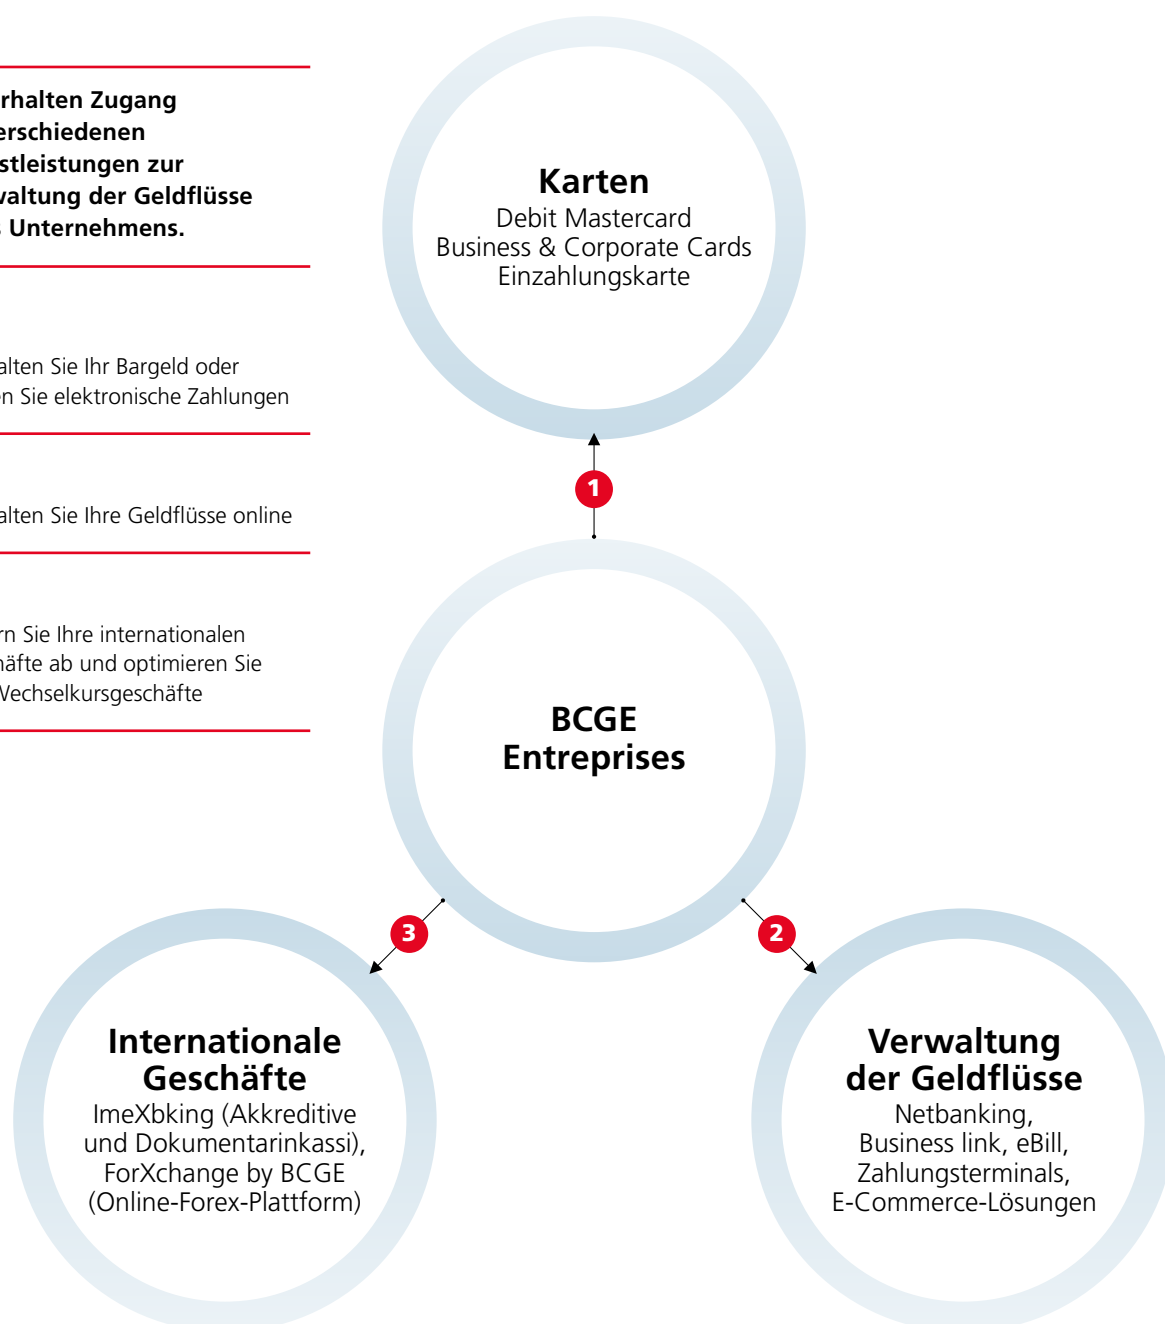 rhalten Zugang
erschiedenen
stleistungen zur
waltung der Geldflüsse
s Unternehmens.
alten Sie Ihr Bargeld oder
en Sie elektronische Zahlungen
alten Sie Ihre Geldflüsse online
rn Sie Ihre internationalen
häfte ab und optimieren Sie
Wechselkursgeschäfte
Karten
Debit Mastercard
Business & Corporate Cards
Einzahlungskarte
1
BCGE
Entreprises
3
2
Internationale
Geschäfte
ImeXbking (Akkreditive
und Dokumentarinkassi),
ForXchange by BCGE
(Online-Forex-Plattform)
Verwaltung
der Geldflüsse
Netbanking,
Business link, eBill,
Zahlungsterminals,
E-Commerce-Lösungen